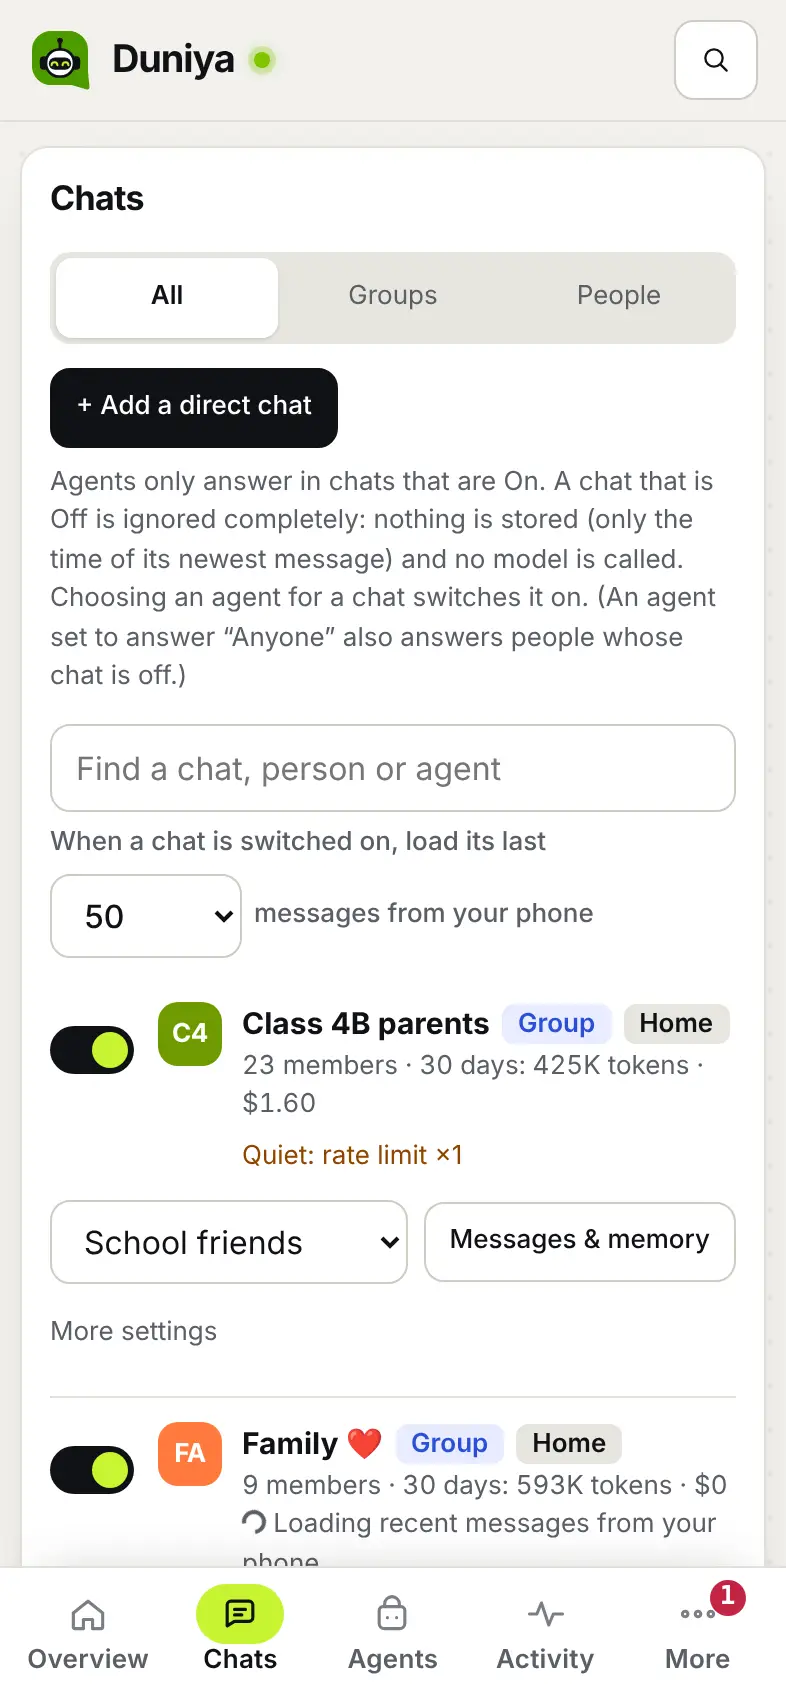 Duniya
Chats
All
Groups
People
+ Add a direct chat
Agents only answer in chats that are On. A chat that is
Off is ignored completely: nothing is stored (only the
time of its newest message) and no model is called.
Choosing an agent for a chat switches it on. (An agent
set to answer “Anyone” also answers people whose
chat is off.)
Find a chat, person or agent
When a chat is switched on, load its last
50
messages from your phone
C4
Class 4B parents
Group
Home
23 members · 30 days: 425K tokens ·
$1.60
Quiet: rate limit ×1
School friends
Messages & memory
More settings
FA
Family ❤️
Group
Home
9 members · 30 days: 593K tokens · $0
Loading recent messages from your
phone
1
Overview
Chats
Agents
Activity
More